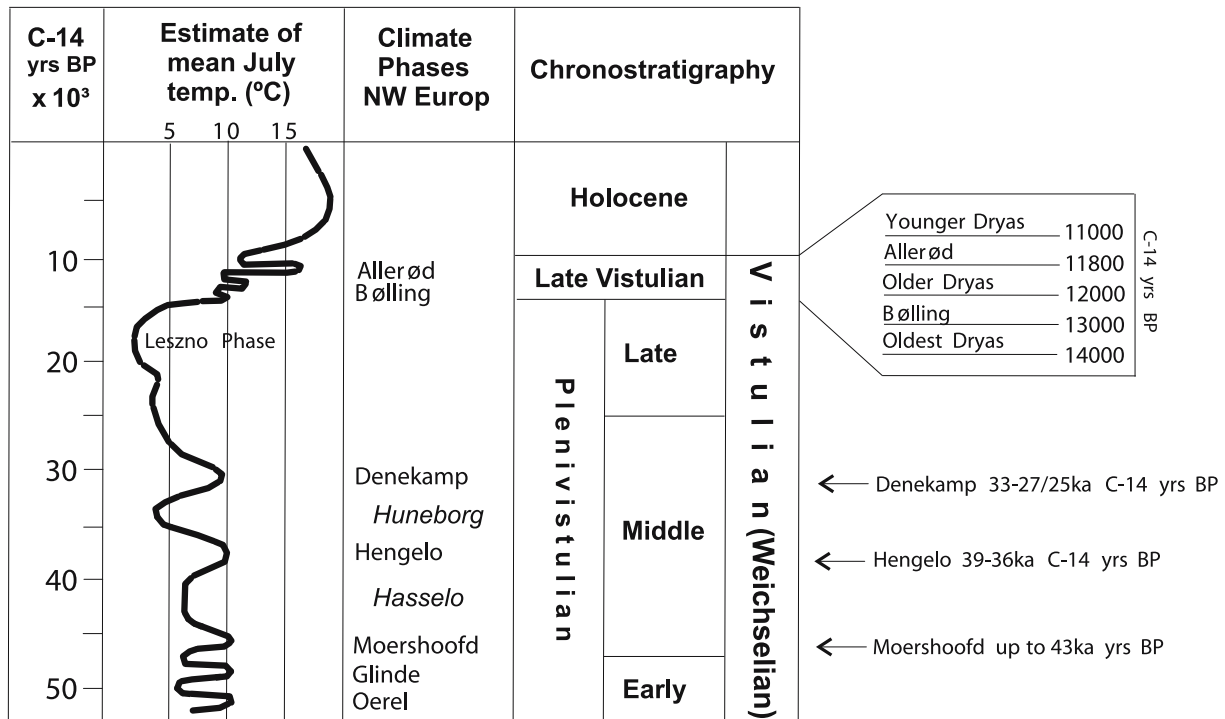 C-14
yrs BP
x 10³
Estimate of
mean July
temp. (ºC)
5 10 15
Climate
Phases
NW Europ
Chronostratigraphy
10
20
30
40
50
Leszno Phase
Allerød
Bølling
Denekamp
Huneborg
Hengelo
Hasselo
Moershoofd
Glinde
Oerel
Holocene
Late Vistulian
Plenivistulian
Late
Middle
Early
Vistulian (Weichselian)
Younger Dryas 11000
Allerød 11800
Older Dryas 12000
Bølling 13000
Oldest Dryas 14000
C-14 yrs BP
Denekamp 33-27/25ka C-14 yrs BP
Hengelo 39-36ka C-14 yrs BP
Moershoofd up to 43ka yrs BP